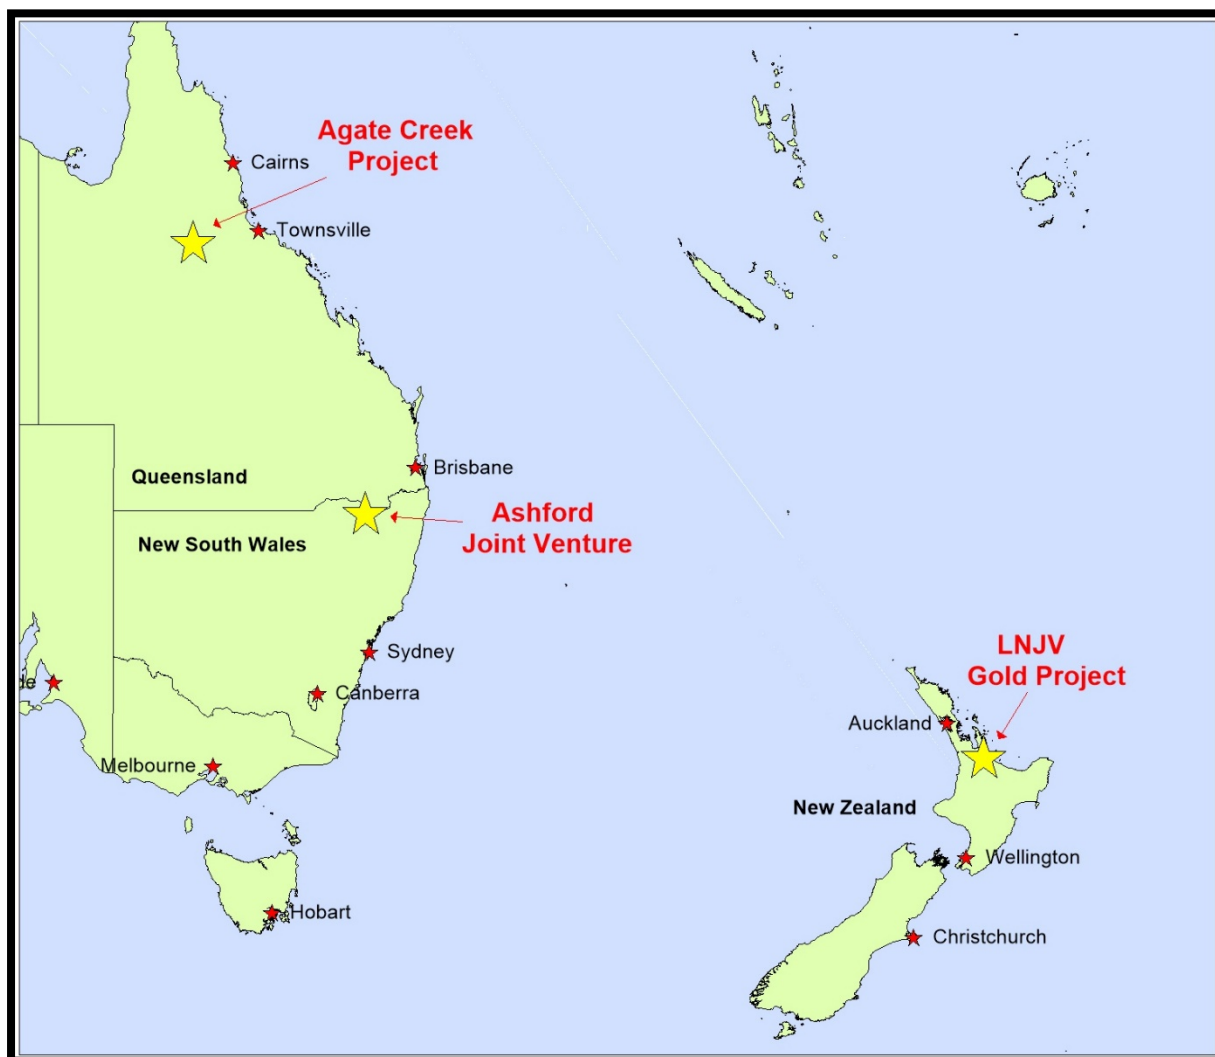 Agate Creek
Project
Cairns
Townsville
Queensland
Brisbane
New South Wales
Ashford
Joint Venture
Sydney
de
Canberra
Melbourne
Hobart
LNJV
Gold Project
Auckland
New Zealand
Wellington
Christchurch